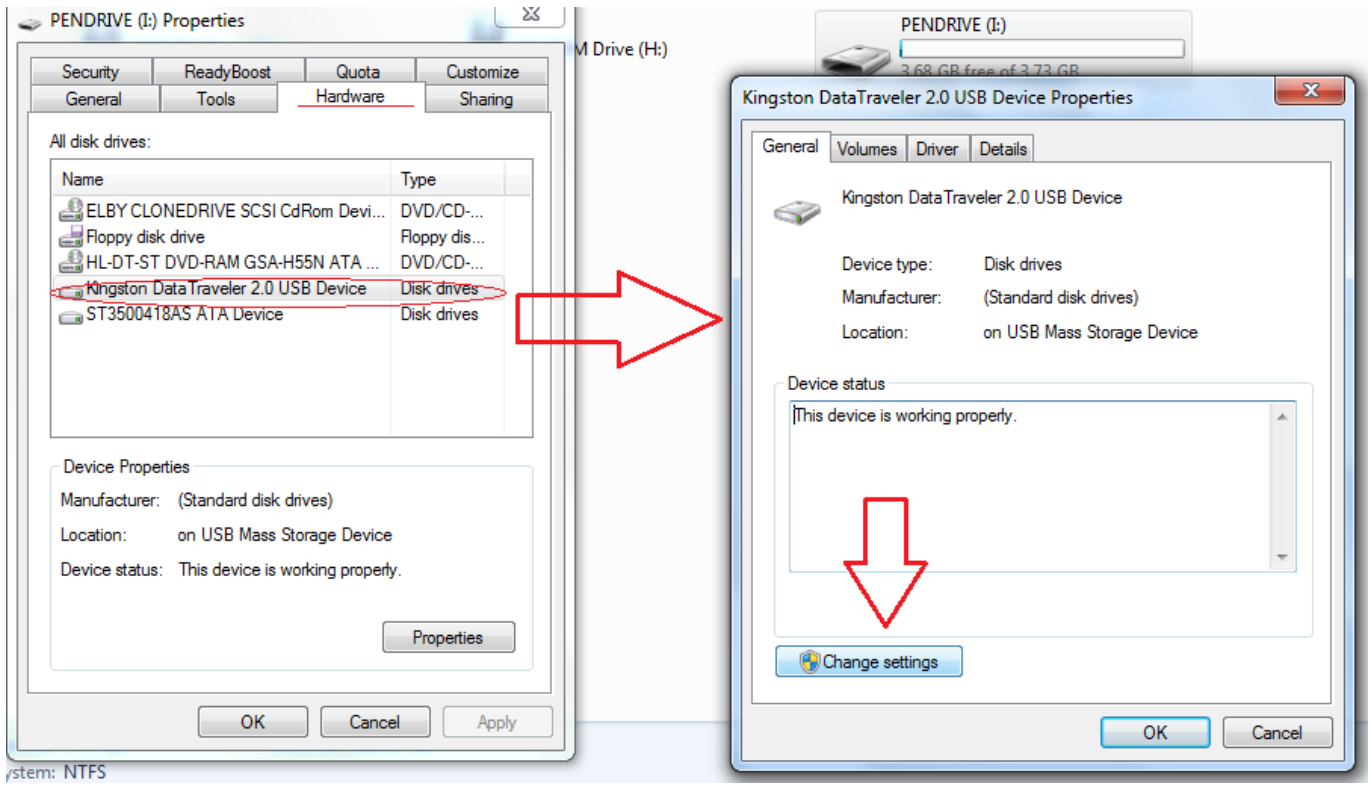 PENDRIVE (I:) Properties
Security ReadyBoost Quota Customize
General Tools Hardware Sharing
All disk drives:
Name Type
ELBY CLONEDRIVE SCSI CdRom Devi... DVD/CD-...
Floppy disk drive Floppy dis...
HL-DT-ST DVD-RAM GSA-H55N ATA ... DVD/CD-...
Kingston DataTraveler 2.0 USB Device Disk drives
ST3500418AS ATA Device Disk drives
Device Properties
Manufacturer: (Standard disk drives)
Location: on USB Mass Storage Device
Device status: This device is working properly.
Properties
OK Cancel Apply
ystem: NTFS
M Drive (H:)
PENDRIVE (I:)
3.68 GB free of 3.73 GB
Kingston DataTraveler 2.0 USB Device Properties
General Volumes Driver Details
Kingston DataTraveler 2.0 USB Device
Device type: Disk drives
Manufacturer: (Standard disk drives)
Location: on USB Mass Storage Device
Device status
This device is working properly.
Change settings
OK Cancel